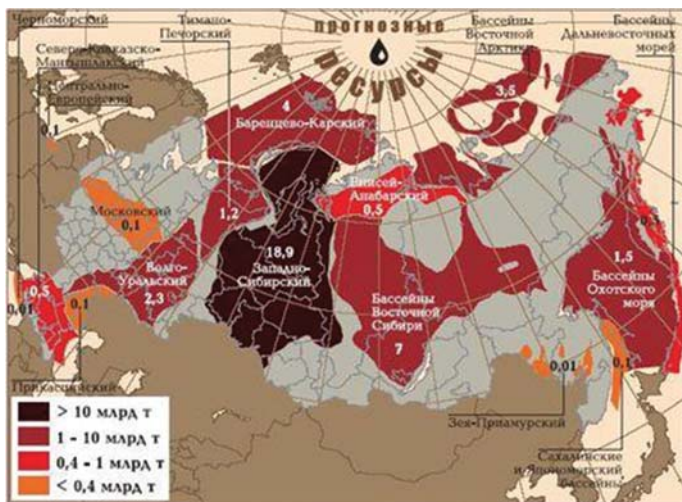 Черноморский
Северо-Кавказско-
Мангышлакский
Центрально-
Европейский
Тимано-
Печорский
прогнозные
ресурсы
Бассейны
Восточной
Арктики
Бассейны
Дальневосточных
морей
0,1
4
Баренцево-Карский
3,5
Енисей-
Анабарский
0,5
Московский
0,1
1,2
18,9
Западно-
Сибирский
Волго-
Уральский
2,3
0,5
0,1
0,01
Прикаспийский
Бассейны
Восточной
Сибири
7
0,3
1,5
Бассейны
Охотского
моря
0,01
0,1
Зея-Приамурский
Сахалинские
и Япономорский
бассейны
> 10 млрд т
1 - 10 млрд т
0,4 - 1 млрд т
< 0,4 млрд т